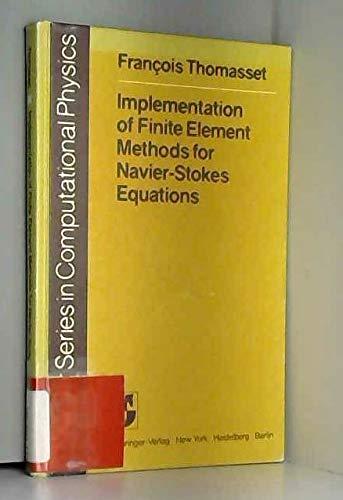 François Thomasset
Implementation
of Finite Element
Methods for
Navier-Stokes
Equations
Series in Computational Physics
Springer-Verlag New York Heidelberg Berlin